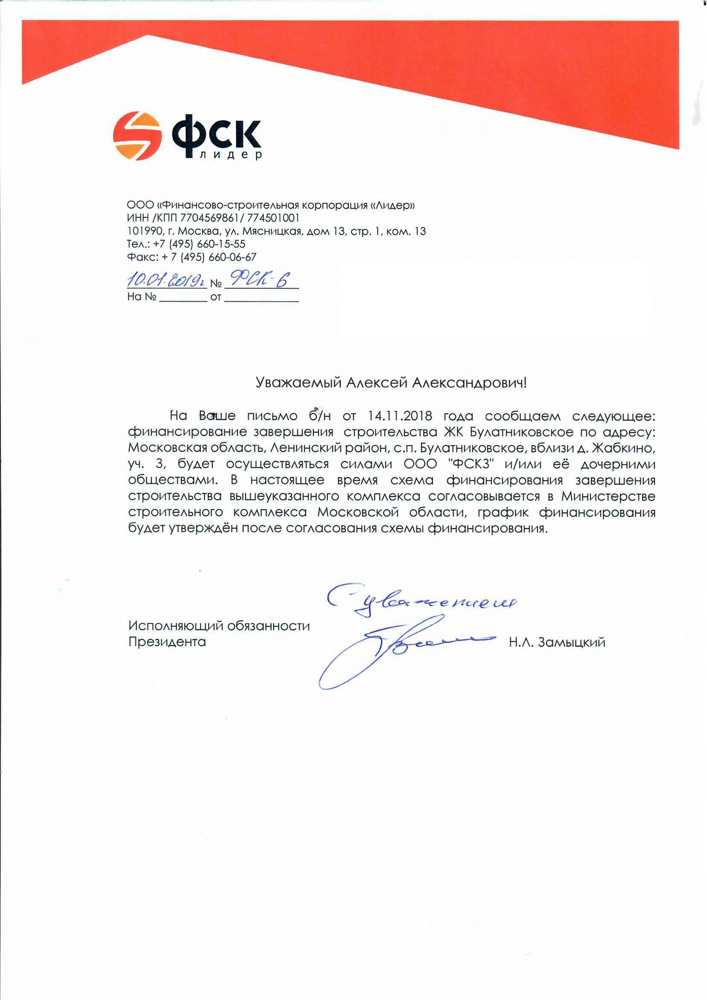 ФСК
лидер
ООО «Финансово-строительная корпорация «Лидер»
ИНН /КПП 7704569861/ 774501001
101990, г. Москва, ул. Мясницкая, дом 13, стр. 1, ком. 13
Тел.: +7 (495) 660-15-55
Факс: + 7 (495) 660-06-67
10.01.2019г № ФСК-6
На № ________ от ____________
Уважаемый Алексей Александрович!
На Ваше письмо б/н от 14.11.2018 года сообщаем следующее:
финансирование завершения строительства ЖК Булатниковское по адресу:
Московская область, Ленинский район, с.п. Булатниковское, вблизи д. Жабкино,
уч. 3, будет осуществляться силами ООО "ФСК3" и/или её дочерними
обществами. В настоящее время схема финансирования завершения
строительства вышеуказанного комплекса согласовывается в Министерстве
строительного комплекса Московской области, график финансирования
будет утверждён после согласования схемы финансирования.
С уважением
Исполняющий обязанности
Президента Н.Л. Замыцкий